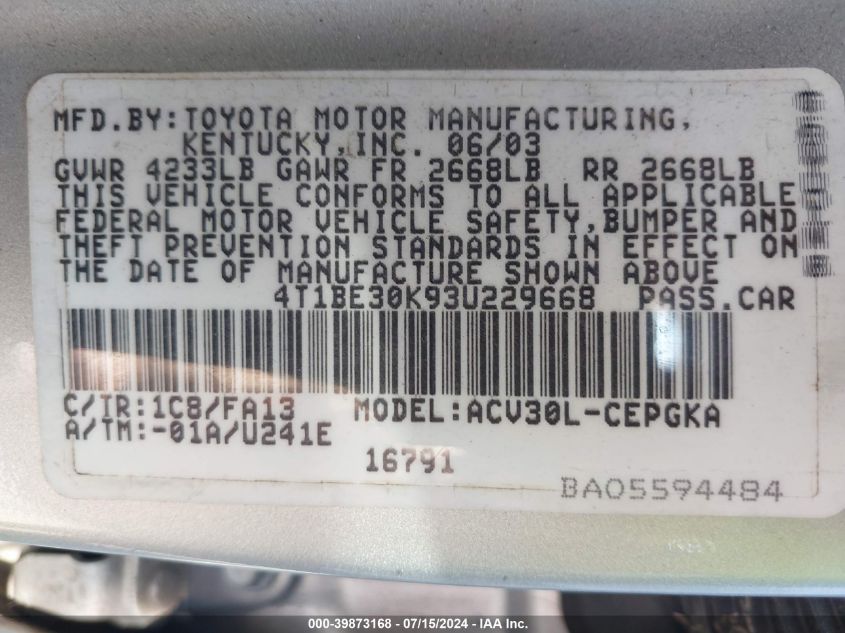 MFD.BY:TOYOTA MOTOR MANUFACTURING,
KENTUCKY,INC. 06/03
GVWR 4233LB GAWR FR 2668LB RR 2668LB
THIS VEHICLE CONFORMS TO ALL APPLICABLE
FEDERAL MOTOR VEHICLE SAFETY,BUMPER AND
THEFT PREVENTION STANDARDS IN EFFECT ON
THE DATE OF MANUFACTURE SHOWN ABOVE
4T1BE30K93U229668 PASS.CAR
C/TR:1C8/FA13 MODEL:ACV30L-CEPGKA
A/TM:-01A/U241E
16791
BA05594484
000-39873168 - 07/15/2024 - IAA Inc.